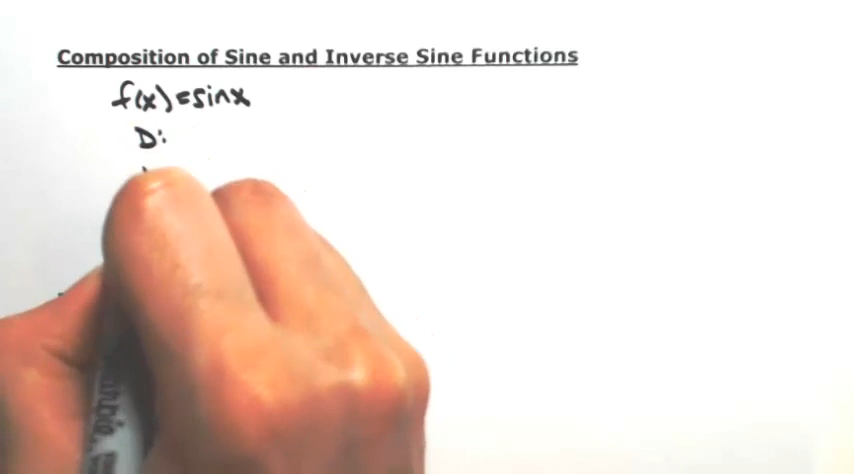 Composition of Sine and Inverse Sine Functions
f(x)=sinx
D: